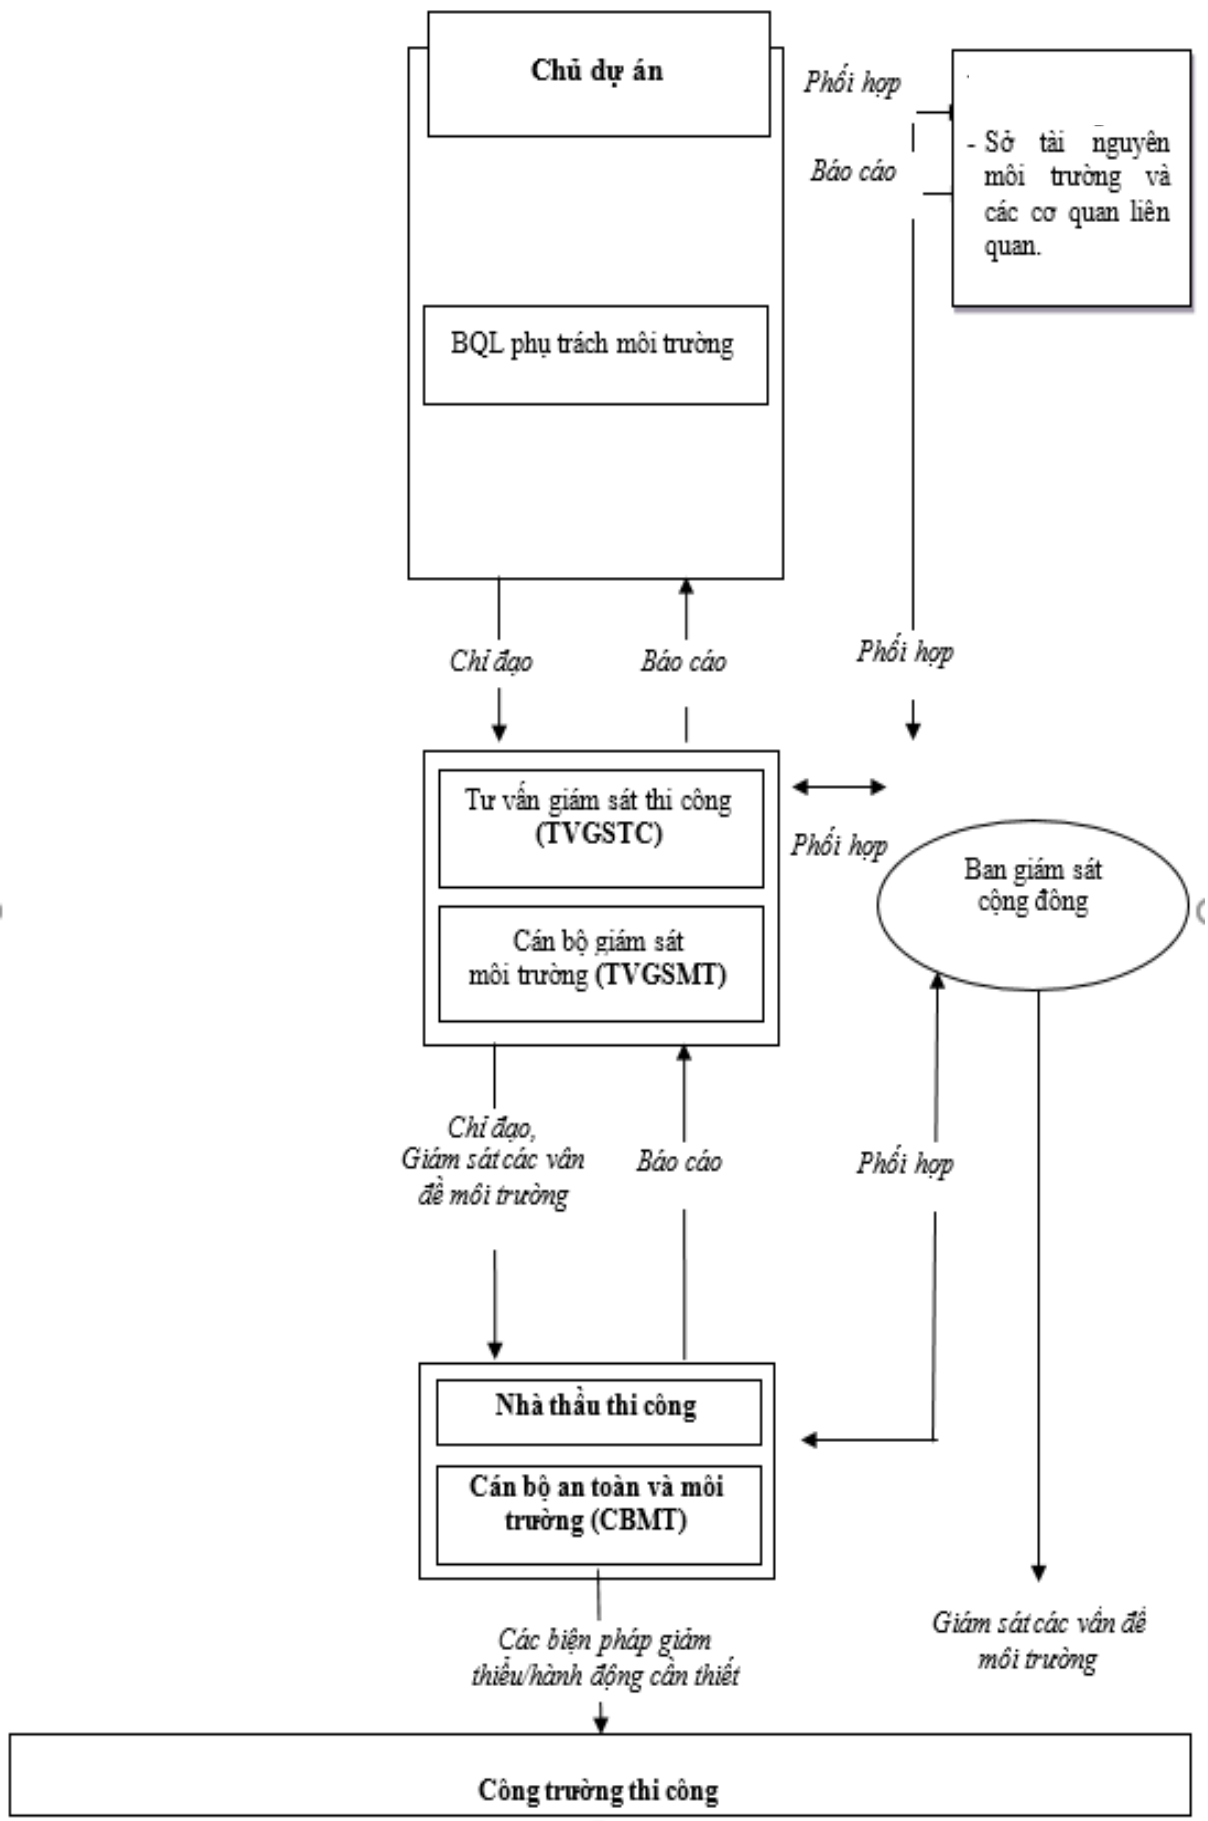 Chủ dự án
Phối hợp
Báo cáo
- Sở tài nguyên
môi trường và
các cơ quan liên
quan.
BQL phụ trách môi trường
Chỉ đạo
Báo cáo
Phối hợp
Tư vấn giám sát thi công
(TVGSTC)
Phối hợp
Cán bộ giám sát
môi trường (TVGSMT)
Ban giám sát
cộng đồng
Chỉ đạo,
Giám sát các vấn
đề môi trường
Báo cáo
Phối hợp
Nhà thầu thi công
Cán bộ an toàn và môi
trường (CBMT)
Các biện pháp giảm
thiểu/hành động cần thiết
Giám sát các vấn đề
môi trường
Công trường thi công